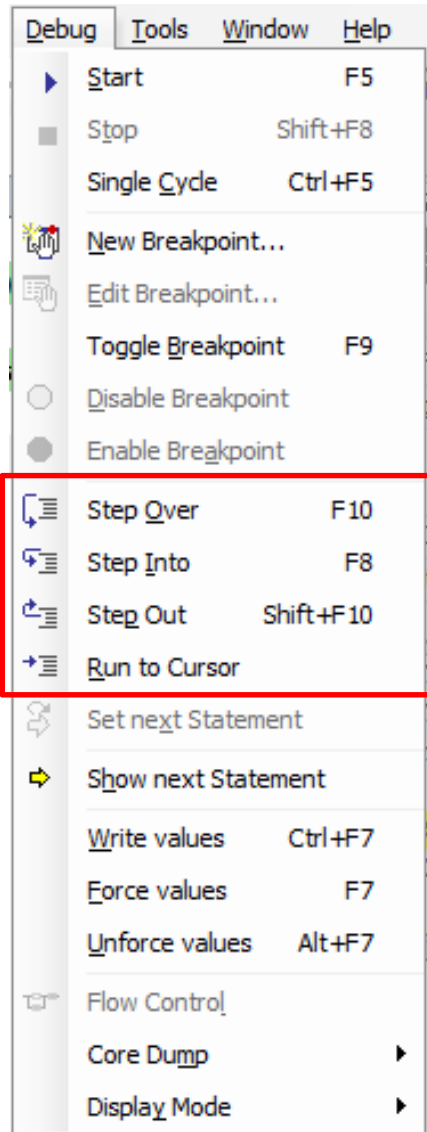 Debug Tools Window Help
Start F5
Stop Shift+F8
Single Cycle Ctrl+F5
New Breakpoint...
Edit Breakpoint...
Toggle Breakpoint F9
Disable Breakpoint
Enable Breakpoint
Step Over F10
Step Into F8
Step Out Shift+F10
Run to Cursor
Set next Statement
Show next Statement
Write values Ctrl+F7
Force values F7
Unforce values Alt+F7
Flow Control
Core Dump
Display Mode